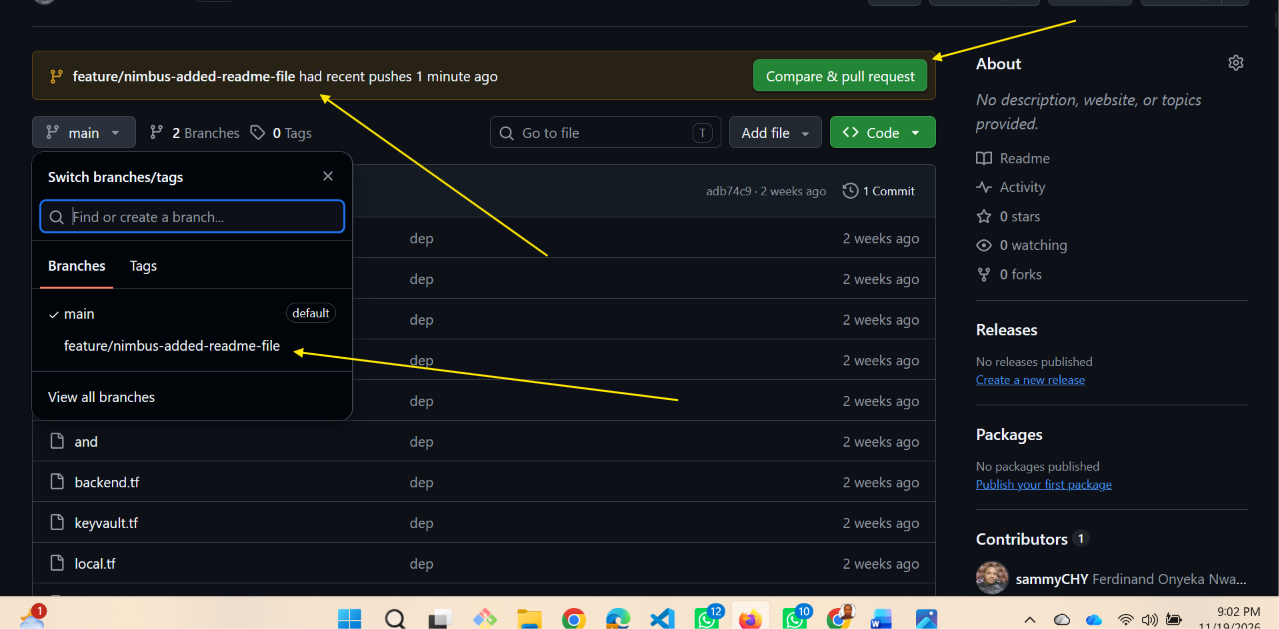 feature/nimbus-added-readme-file had recent pushes 1 minute ago
Compare & pull request
main
2 Branches
0 Tags
Go to file
T
Add file
Code
Switch branches/tags
Find or create a branch...
Branches
Tags
main
default
feature/nimbus-added-readme-file
View all branches
adb74c9 · 2 weeks ago
1 Commit
dep
2 weeks ago
dep
2 weeks ago
dep
2 weeks ago
dep
2 weeks ago
dep
2 weeks ago
and
dep
2 weeks ago
backend.tf
dep
2 weeks ago
keyvault.tf
dep
2 weeks ago
local.tf
dep
2 weeks ago
About
No description, website, or topics
provided.
Readme
Activity
0 stars
0 watching
0 forks
Releases
No releases published
Create a new release
Packages
No packages published
Publish your first package
Contributors 1
sammyCHY Ferdinand Onyeka Nwa...
1
12
10
9:02 PM
11/19/2026